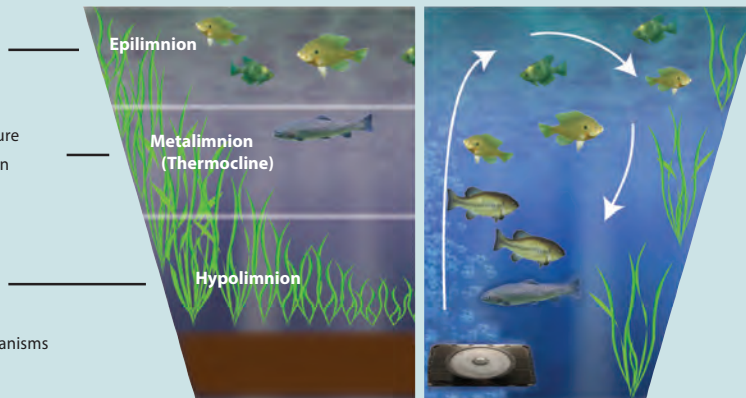 Epilimnion
ure
Metalimnion
n
(Thermocline)
Hypolimnion
anisms